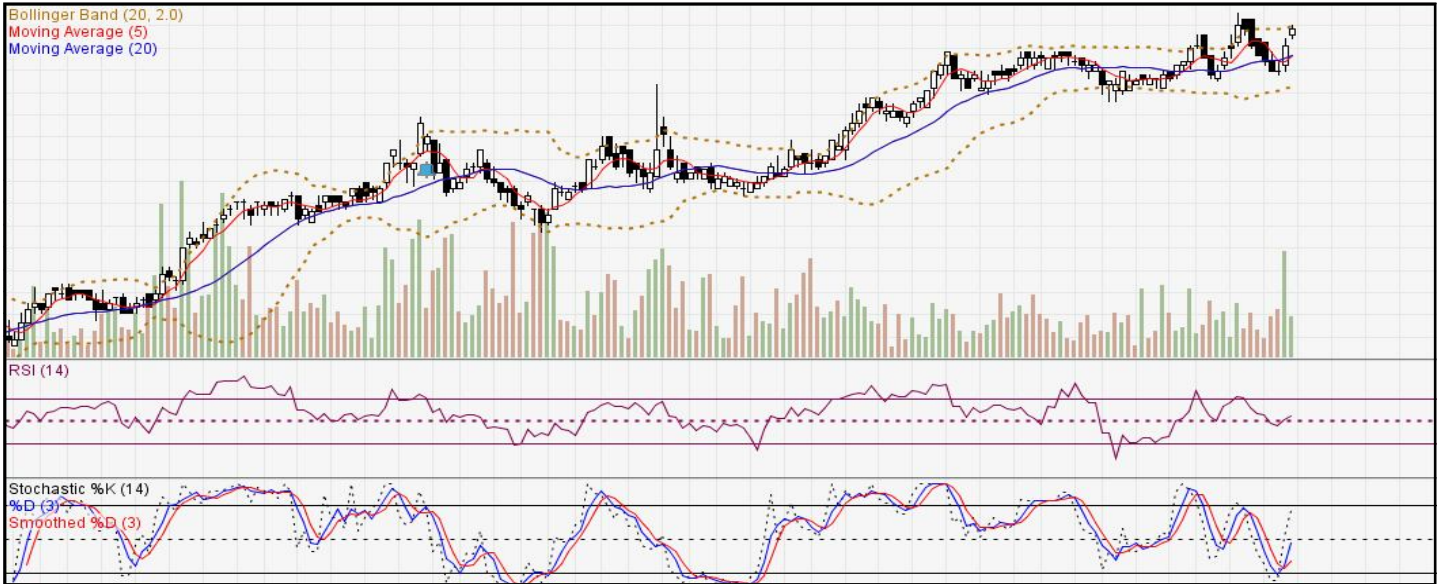 Bollinger Band (20, 2.0)
Moving Average (5)
Moving Average (20)
RSI (14)
Stochastic %K (14)
%D (3)
Smoothed %D (3)